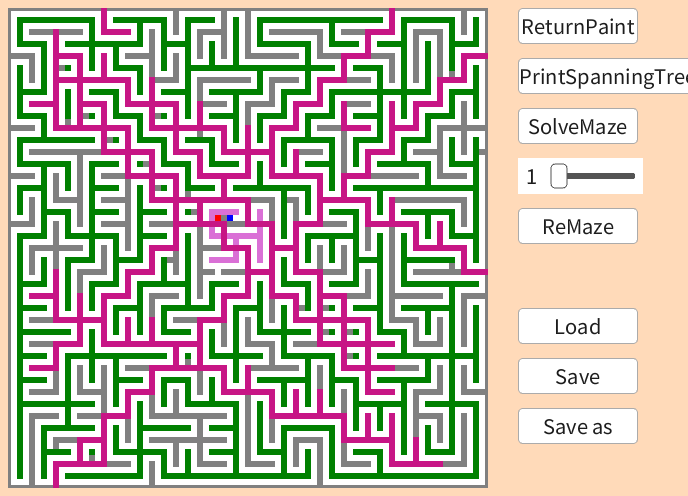 ReturnPaint
PrintSpanningTree
SolveMaze
1
ReMaze
Load
Save
Save as